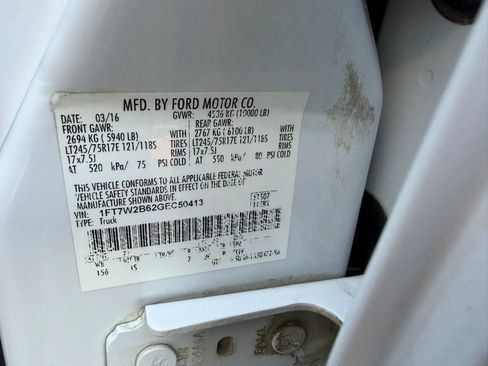 MFD. BY FORD MOTOR CO.
DATE: 03/16 GVWR: 4536 KG (10000 LB)
FRONT GAWR: REAR GAWR:
2694 KG (5940 LB) WITH 2767 KG (6100 LB) WITH
LT245/75R17E 121/118S TIRES LT245/75R17E 121/118S TIRES
17x7.5J RIMS 17x7.5J RIMS
AT 520 kPa/ 75 PSI COLD AT 550 kPa/ 80 PSI COLD
THIS VEHICLE CONFORMS TO ALL APPLICABLE FEDERAL MOTOR
VEHICLE SAFETY STANDARDS IN EFFECT ON THE DATE OF
MANUFACTURE SHOWN ABOVE.
VIN: 1FT7W2B62GEC50413
TYPE: Truck
WB
156 15